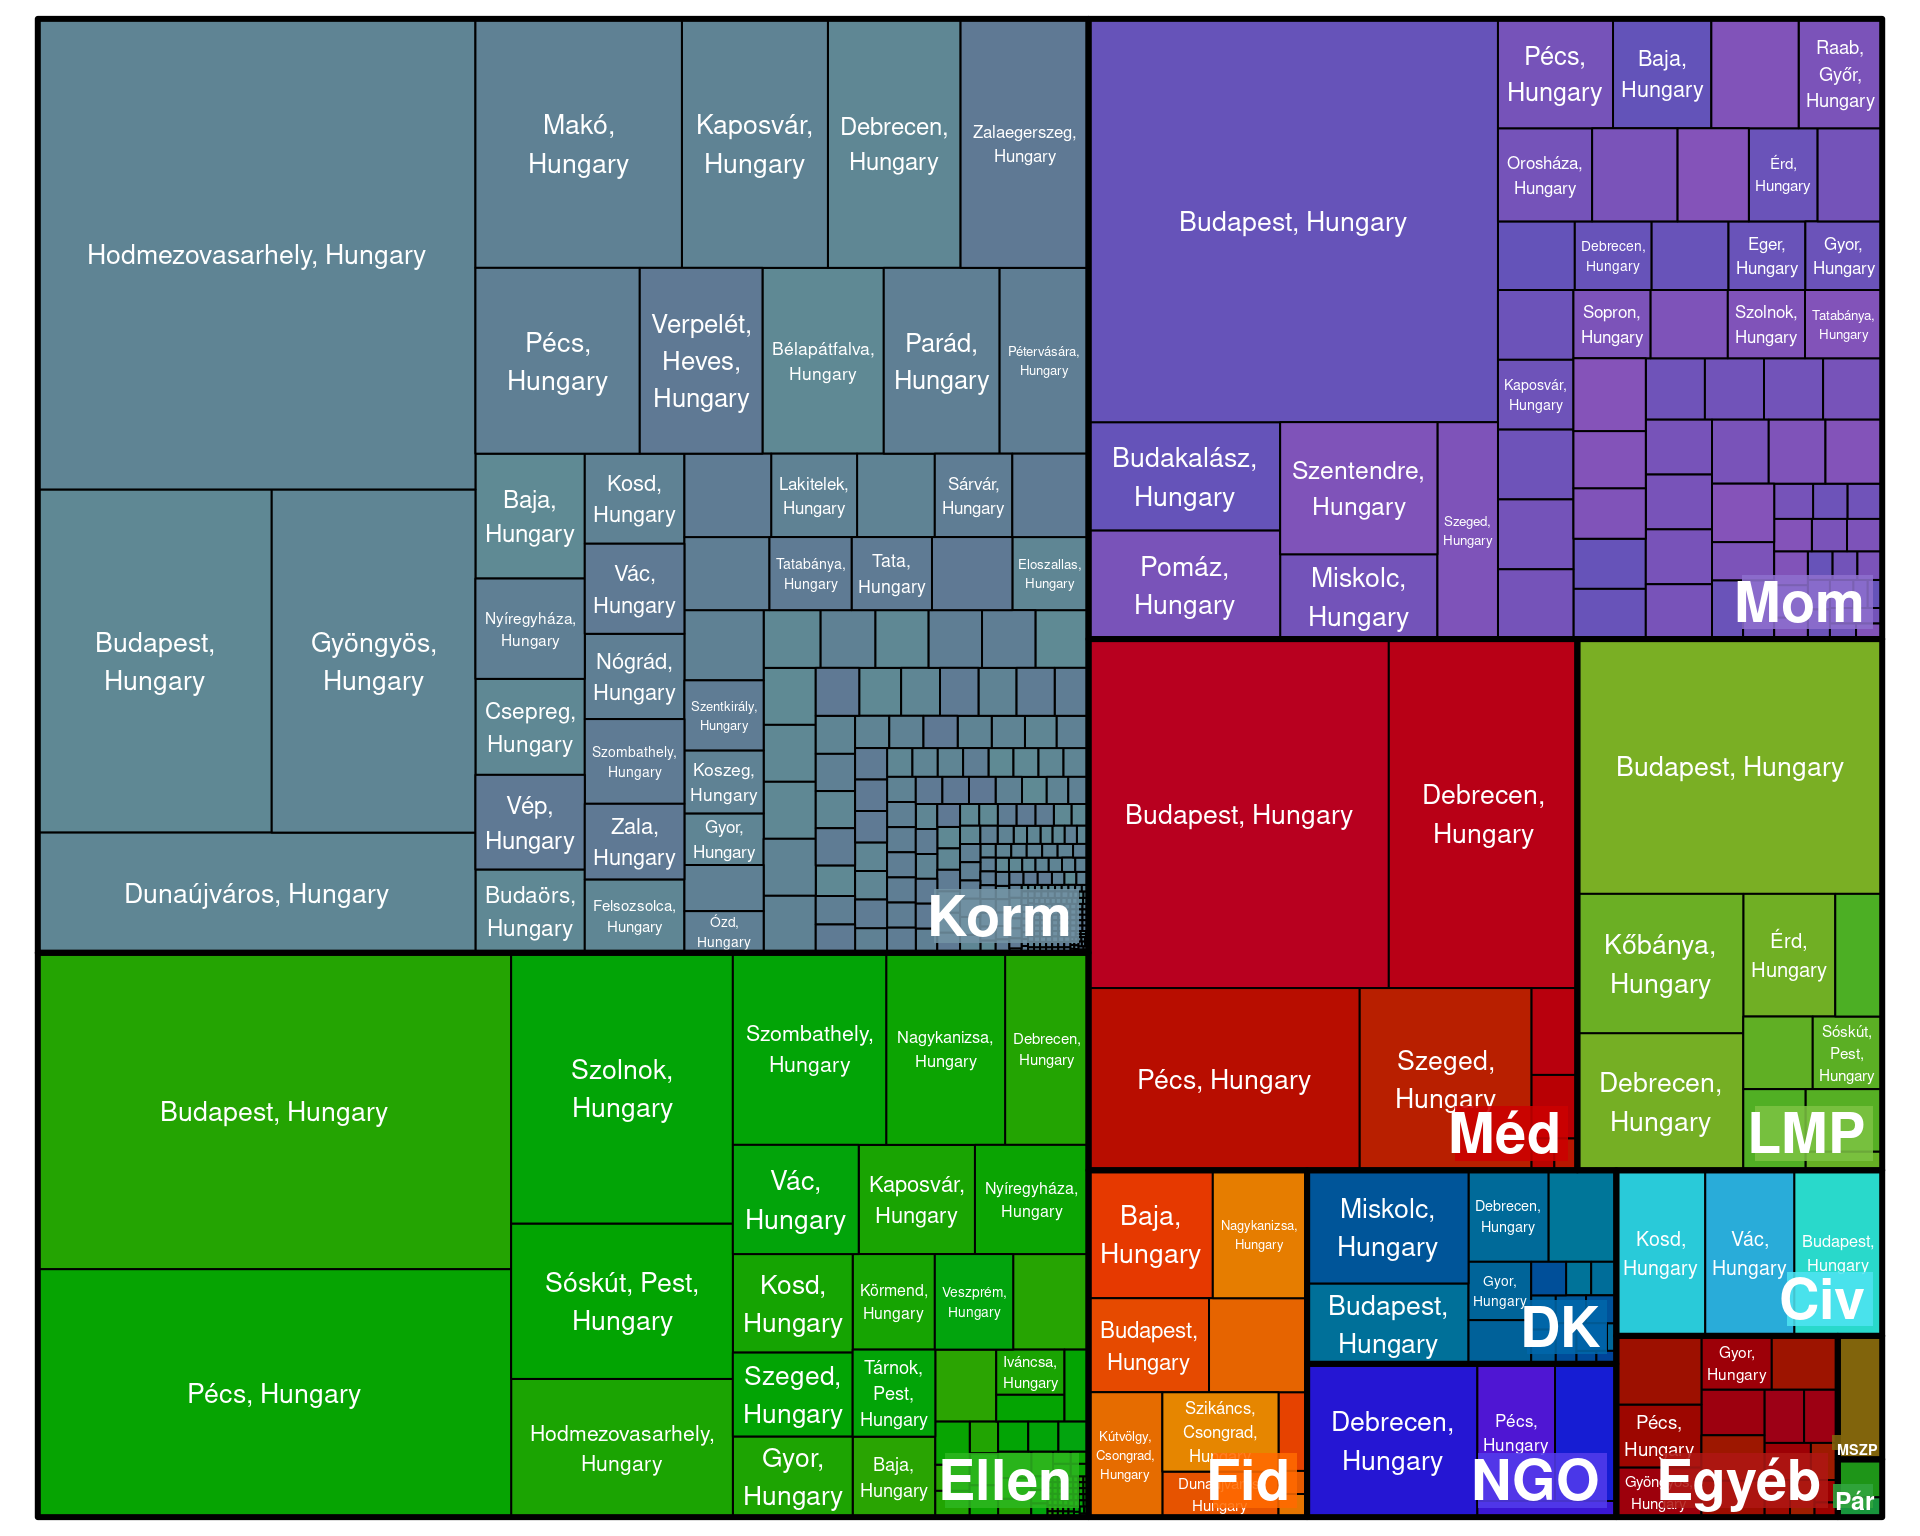 Hodmezovasarhely, Hungary
Makó,
Hungary
Kaposvár,
Hungary
Debrecen,
Hungary
Zalaegerszeg,
Hungary
Pécs,
Hungary
Verpelét,
Heves,
Hungary
Bélapátfalva,
Hungary
Parád,
Hungary
Pétervására,
Hungary
Budapest,
Hungary
Gyöngyös,
Hungary
Dunaújváros, Hungary
Baja,
Hungary
Kosd,
Hungary
Lakitelek,
Hungary
Sárvár,
Hungary
Nyíregyháza,
Hungary
Vác,
Hungary
Tatabánya,
Hungary
Tata,
Hungary
Eloszallas,
Hungary
Csepreg,
Hungary
Nógrád,
Hungary
Szentkirály,
Hungary
Szombathely,
Hungary
Koszeg,
Hungary
Vép,
Hungary
Zala,
Hungary
Gyor,
Hungary
Budaörs,
Hungary
Felsozsolca,
Hungary
Ózd,
Hungary
Korm
Budapest, Hungary
Pécs,
Hungary
Baja,
Hungary
Raab,
Győr,
Hungary
Orosháza,
Hungary
Érd,
Hungary
Debrecen,
Hungary
Eger,
Hungary
Gyor,
Hungary
Sopron,
Hungary
Szolnok,
Hungary
Tatabánya,
Hungary
Kaposvár,
Hungary
Budakalász,
Hungary
Szentendre,
Hungary
Szeged,
Hungary
Pomáz,
Hungary
Miskolc,
Hungary
Mom
Budapest, Hungary
Pécs, Hungary
Szolnok,
Hungary
Sóskút, Pest,
Hungary
Hodmezovasarhely,
Hungary
Szombathely,
Hungary
Nagykanizsa,
Hungary
Debrecen,
Hungary
Vác,
Hungary
Kaposvár,
Hungary
Nyíregyháza,
Hungary
Kosd,
Hungary
Körmend,
Hungary
Veszprém,
Hungary
Szeged,
Hungary
Tárnok,
Pest,
Hungary
Iváncsa,
Hungary
Gyor,
Hungary
Baja,
Hungary
Ellen
Budapest, Hungary
Debrecen,
Hungary
Pécs, Hungary
Szeged,
Hungary
Méd
Budapest, Hungary
Kőbánya,
Hungary
Érd,
Hungary
Debrecen,
Hungary
Sóskút,
Pest,
Hungary
LMP
Baja,
Hungary
Nagykanizsa,
Hungary
Budapest,
Hungary
Kútvölgy,
Csongrad,
Hungary
Szikáncs,
Csongrad,
Hungary
Hungary
Fid
Miskolc,
Hungary
Debrecen,
Hungary
Budapest,
Hungary
Gyor,
Hungary
DK
Debrecen,
Hungary
Pécs,
Hungary
NGO
Kosd,
Hungary
Vác,
Hungary
Budapest,
Hungary
Civ
Gyor,
Hungary
Pécs,
Hungary
Egyéb
MSZP
Pár